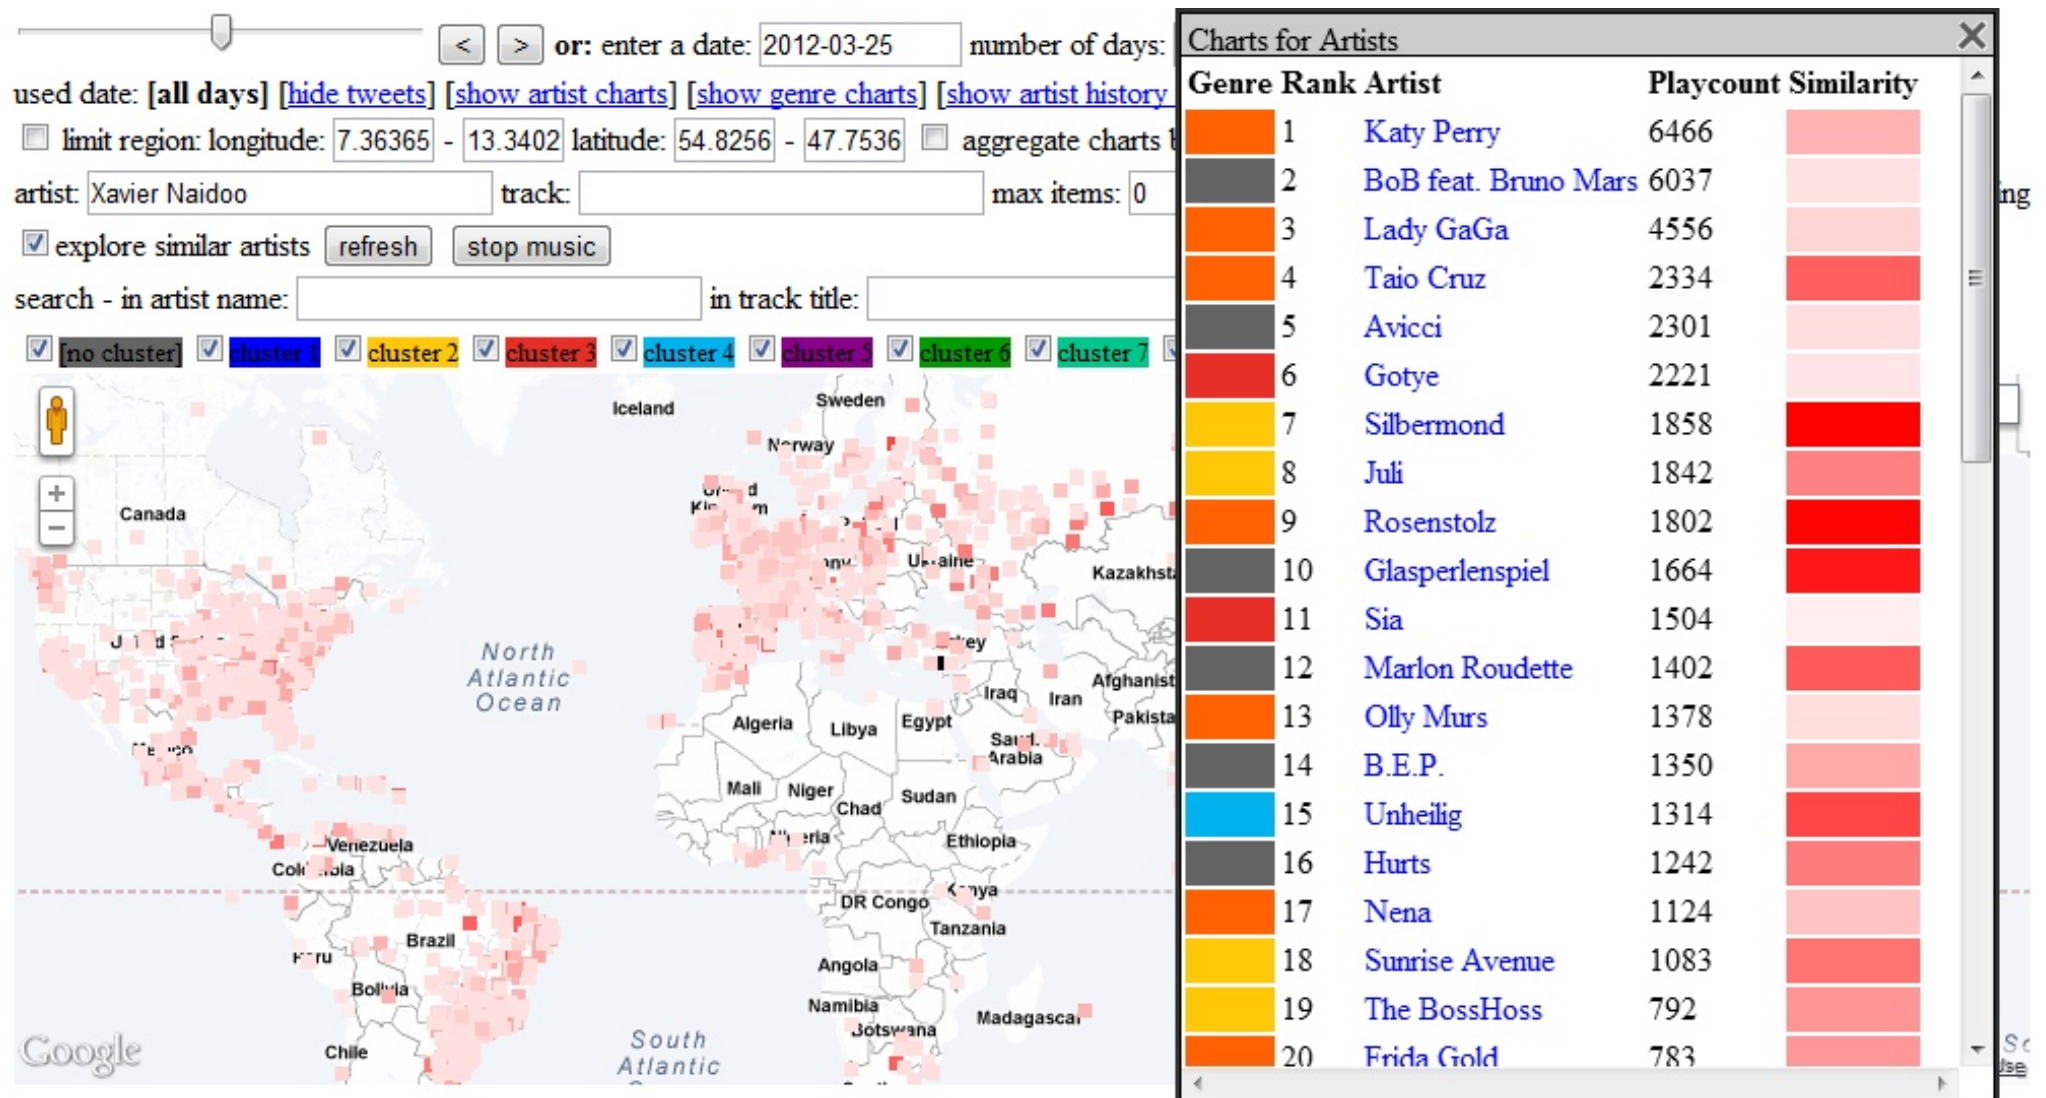 < > or: enter a date: 2012-03-25 number of days:
used date: [all days] [hide tweets] [show artist charts] [show genre charts] [show artist history
limit region: longitude: 7.36365 - 13.3402 latitude: 54.8256 - 47.7536 aggregate charts
artist: Xavier Naidoo track: max items: 0 ing
explore similar artists refresh stop music
search - in artist name: in track title:
[no cluster] cluster 1 cluster 2 cluster 3 cluster 4 cluster 5 cluster 6 cluster 7
Iceland
Sweden
Norway
Canada
Kazakhst
North
Atlantic
Ocean
Afghanist
Iraq
Iran
Pakista
Algeria
Libya
Egypt
Saudi
Arabia
Mali
Niger
Chad
Sudan
Ethiopia
Venezuela
DR Congo
Tanzania
Brazil
Angola
Bolivia
Namibia
Botswana
Madagascar
South
Atlantic
Chile
Google
Charts for Artists
Genre Rank Artist Playcount Similarity
1 Katy Perry 6466
2 BoB feat. Bruno Mars 6037
3 Lady GaGa 4556
4 Taio Cruz 2334
5 Avicci 2301
6 Gotye 2221
7 Silbermond 1858
8 Juli 1842
9 Rosenstolz 1802
10 Glasperlenspiel 1664
11 Sia 1504
12 Marlon Roudette 1402
13 Olly Murs 1378
14 B.E.P. 1350
15 Unheilig 1314
16 Hurts 1242
17 Nena 1124
18 Sunrise Avenue 1083
19 The BossHoss 792
20 Frida Gold 783